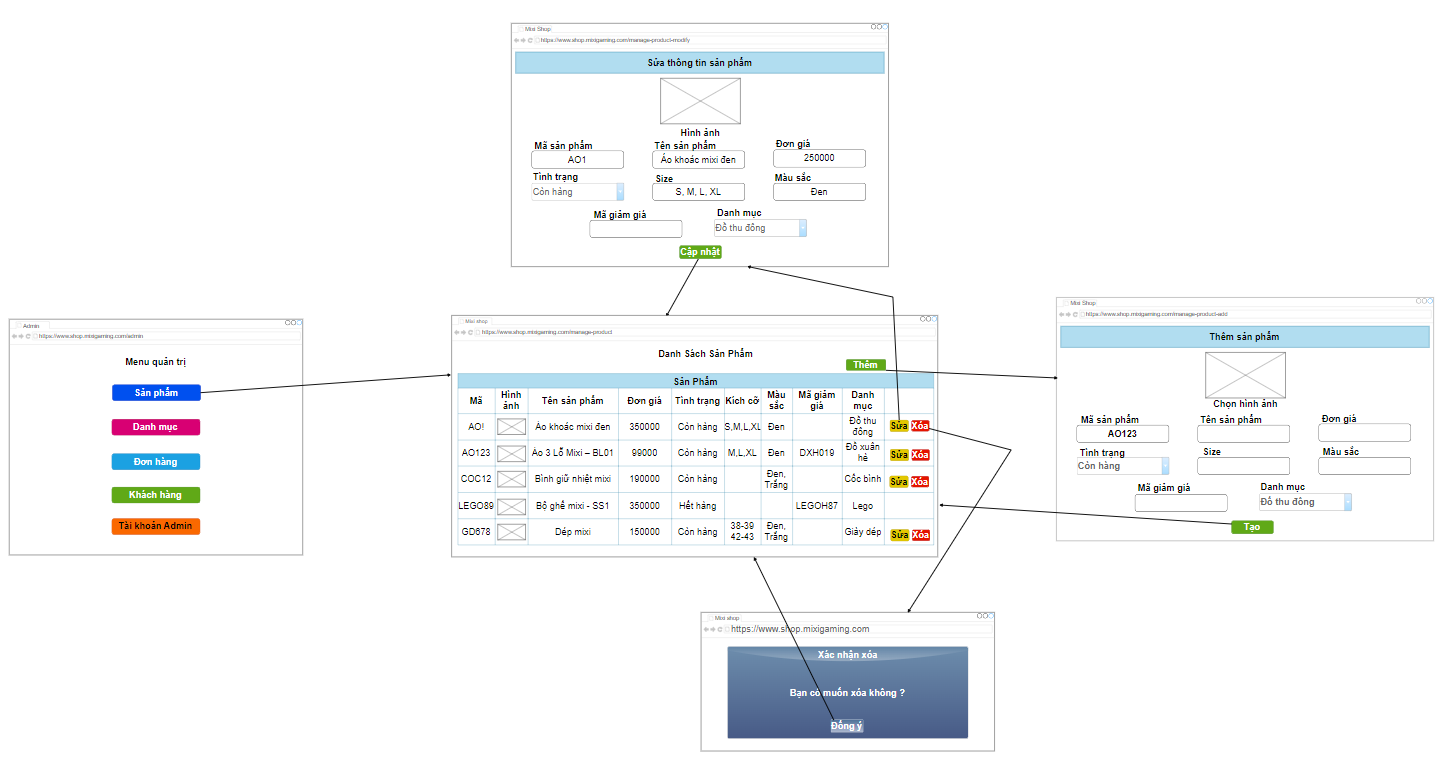 Mixi Shop
https://www.shop.mixigaming.com/manage-product-modify
Sửa thông tin sản phẩm
Hình ảnh
Mã sản phẩm Tên sản phẩm Đơn giá
AO1 Áo khoác mixi đen 250000
Tình trạng Size Màu sắc
Còn hàng S, M, L, XL Đen
Mã giảm giá Danh mục
Đồ thu đông
Cập nhật
Admin
https://www.shop.mixigaming.com/admin
Menu quản trị
Sản phẩm
Danh mục
Đơn hàng
Khách hàng
Tài khoản Admin
Mixi shop
https://www.shop.mixigaming.com/manage-product
Danh Sách Sản Phẩm
Thêm
Sản Phẩm
Mã Hình ảnh Tên sản phẩm Đơn giá Tình trạng Kích cỡ Màu sắc Mã giảm giá Danh mục
AO! Áo khoác mixi đen 350000 Còn hàng S,M,L,XL Đen Đồ thu đông Sửa Xóa
AO123 Áo 3 Lỗ Mixi – BL01 99000 Còn hàng M,L,XL Đen DXH019 Đồ xuân hè Sửa Xóa
COC12 Bình giữ nhiệt mixi 190000 Còn hàng Đen, Trắng Cốc bình Sửa Xóa
LEGO89 Bộ ghế mixi - SS1 350000 Hết hàng LEGOH87 Lego
GD678 Dép mixi 150000 Còn hàng 38-39 42-43 Đen, Trắng Giày dép Sửa Xóa
Mixi Shop
https://www.shop.mixigaming.com/manage-product-add
Thêm sản phẩm
Chọn hình ảnh
Mã sản phẩm Tên sản phẩm Đơn giá
AO123
Tình trạng Size Màu sắc
Còn hàng
Mã giảm giá Danh mục
Đồ thu đông
Tạo
Mixi shop
https://www.shop.mixigaming.com
Xác nhận xóa
Bạn có muốn xóa không ?
Đồng ý